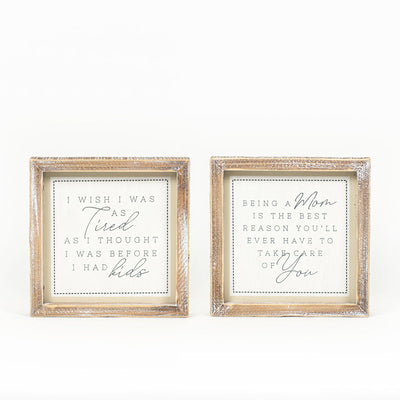 I WISH I WAS
AS
Tired
AS I THOUGHT
I WAS BEFORE
I HAD kids
BEING A Mom
IS THE BEST
REASON YOU'LL
EVER HAVE TO
TAKE CARE
OF You